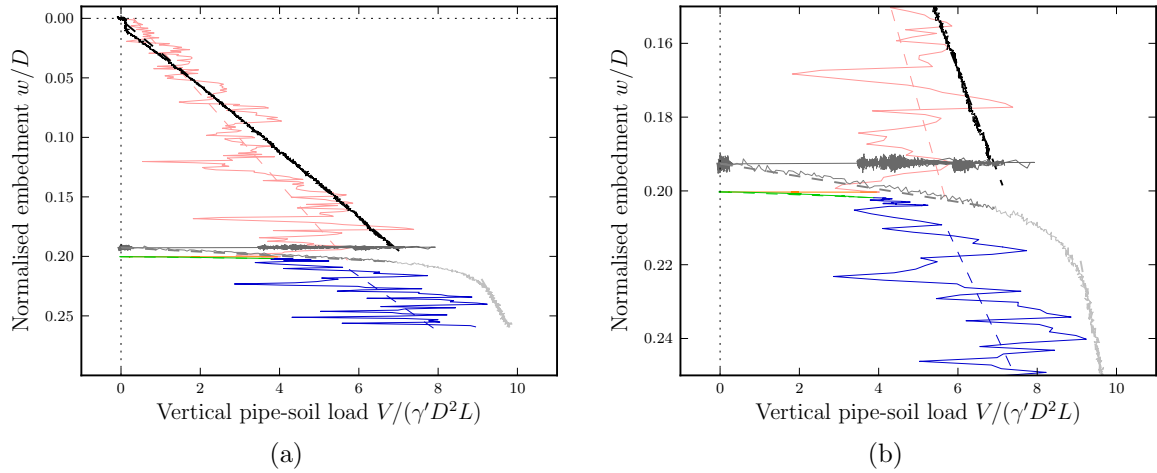 0.00
0.05
0.10
0.15
0.20
0.25
Normalised embedment w/D
0 2 4 6 8 10
Vertical pipe-soil load V/(γ′D²L)
(a)
0.16
0.18
0.20
0.22
0.24
Normalised embedment w/D
0 2 4 6 8 10
Vertical pipe-soil load V/(γ′D²L)
(b)